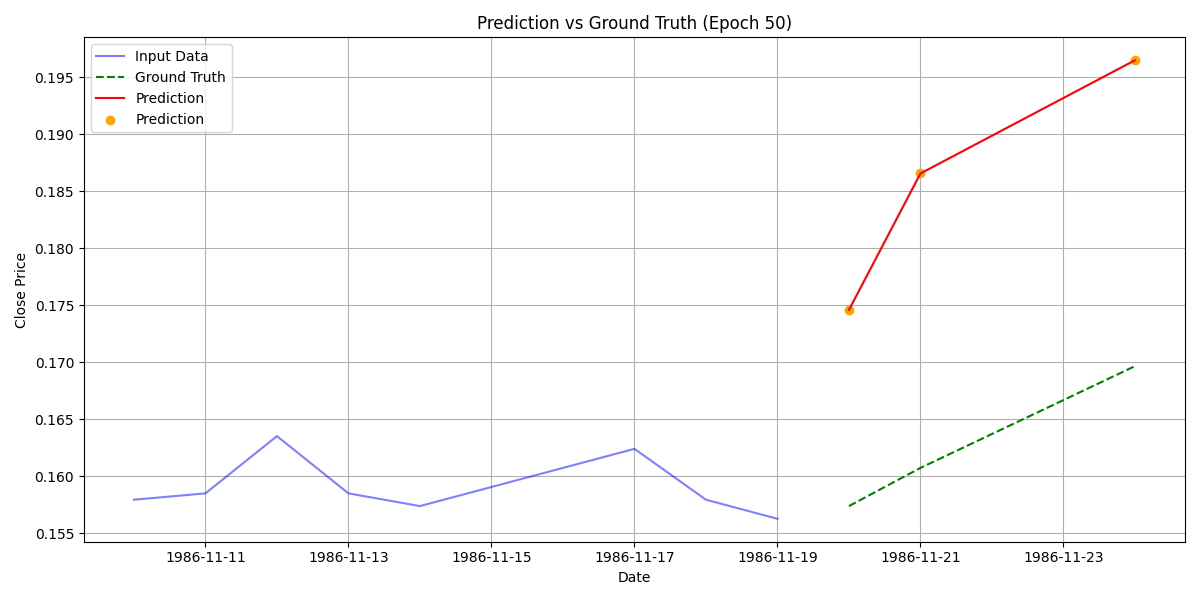 Prediction vs Ground Truth (Epoch 50)
Input Data
Ground Truth
Prediction
Prediction
Close Price
0.195
0.190
0.185
0.180
0.175
0.170
0.165
0.160
0.155
1986-11-11
1986-11-13
1986-11-15
1986-11-17
1986-11-19
1986-11-21
1986-11-23
Date